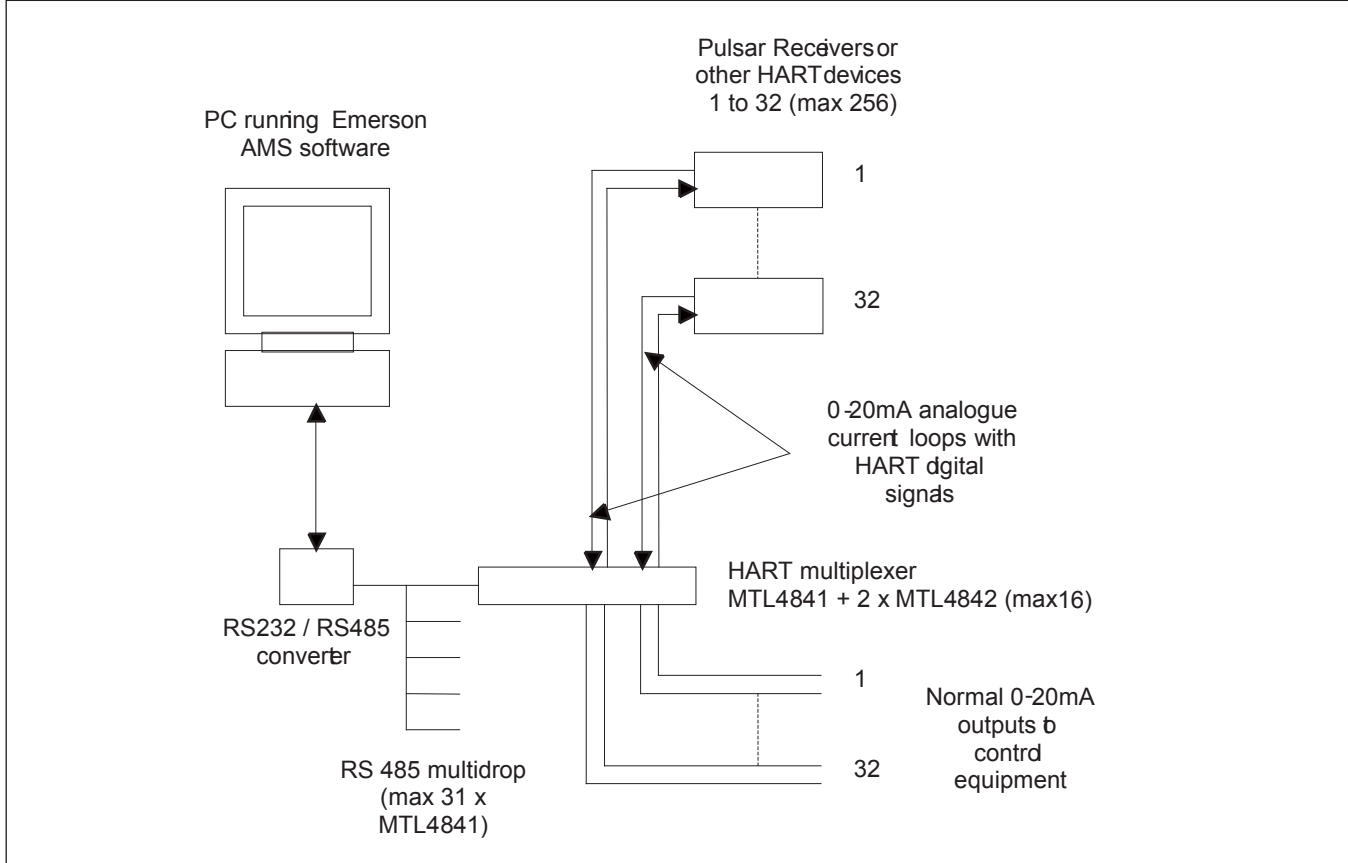 Pulsar Receivers or
other HART devices
1 to 32 (max 256)
PC running Emerson
AMS software
1
32
0-20mA analogue
current loops with
HART digital
signals
HART multiplexer
MTL4841 + 2 x MTL4842 (max16)
RS232 / RS485
converter
1
Normal 0-20mA
outputs to
control
equipment
32
RS 485 multidrop
(max 31 x
MTL4841)